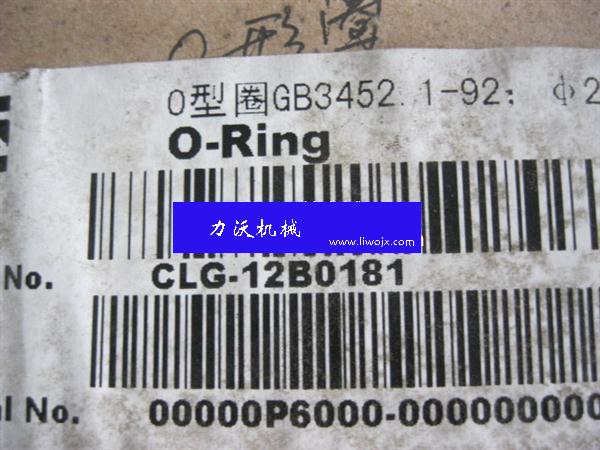 O形
O型圈GB3452.1-92; Φ2
O-Ring
力沃机械
www.liwojx.com
No.
CLG-12B0181
al No.
00000P6000-000000000